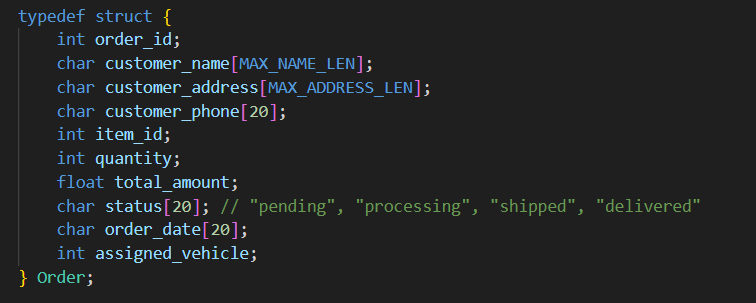 typedef struct {
    int order_id;
    char customer_name[MAX_NAME_LEN];
    char customer_address[MAX_ADDRESS_LEN];
    char customer_phone[20];
    int item_id;
    int quantity;
    float total_amount;
    char status[20]; // "pending", "processing", "shipped", "delivered"
    char order_date[20];
    int assigned_vehicle;
} Order;